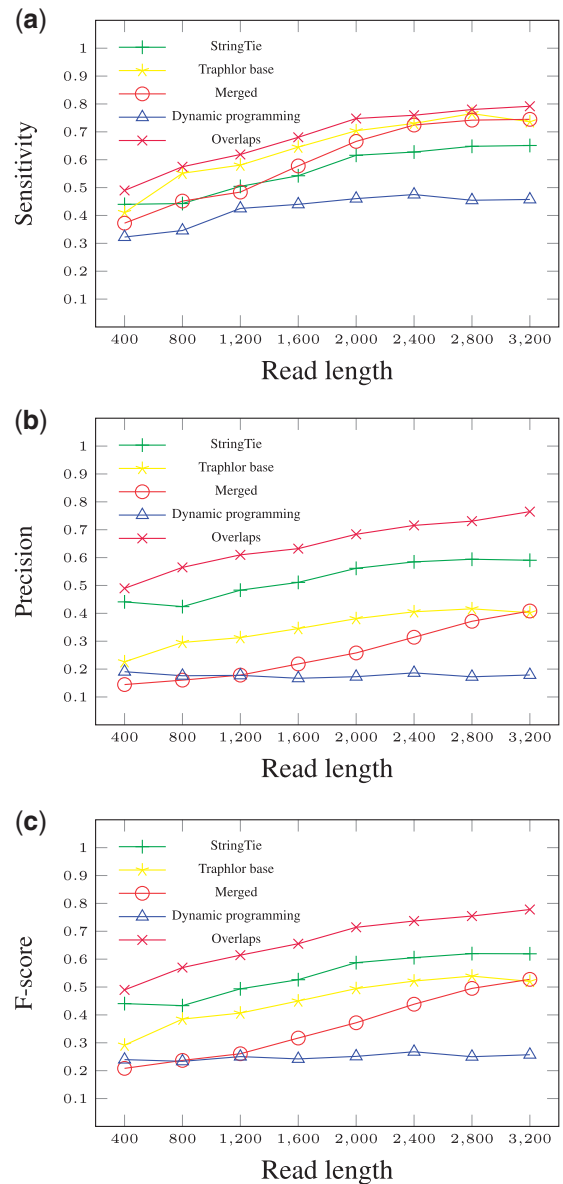 (a)
1
0.9
0.8
0.7
0.6
0.5
0.4
0.3
0.2
0.1
Sensitivity
StringTie
Traphlor base
Merged
Dynamic programming
Overlaps
400 800 1,200 1,600 2,000 2,400 2,800 3,200
Read length
(b)
1
0.9
0.8
0.7
0.6
0.5
0.4
0.3
0.2
0.1
Precision
StringTie
Traphlor base
Merged
Dynamic programming
Overlaps
400 800 1,200 1,600 2,000 2,400 2,800 3,200
Read length
(c)
1
0.9
0.8
0.7
0.6
0.5
0.4
0.3
0.2
0.1
F-score
StringTie
Traphlor base
Merged
Dynamic programming
Overlaps
400 800 1,200 1,600 2,000 2,400 2,800 3,200
Read length